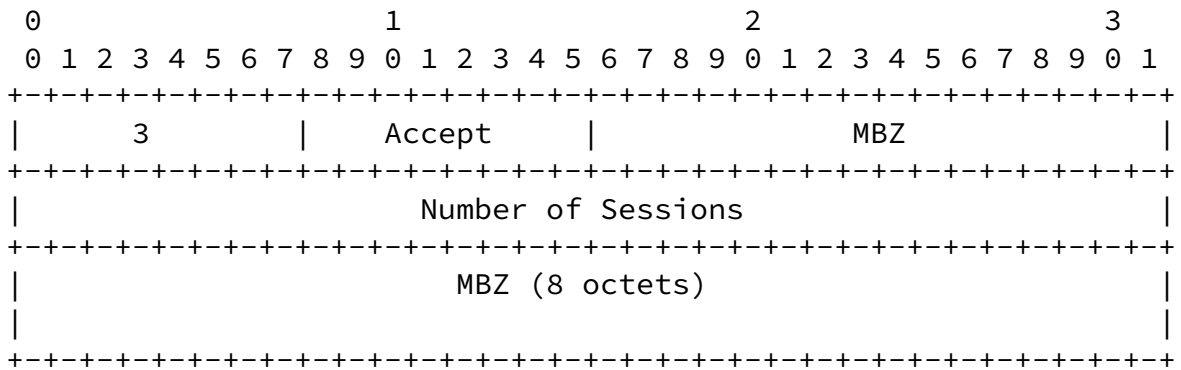 0                   1                   2                   3
0 1 2 3 4 5 6 7 8 9 0 1 2 3 4 5 6 7 8 9 0 1 2 3 4 5 6 7 8 9 0 1
+-+-+-+-+-+-+-+-+-+-+-+-+-+-+-+-+-+-+-+-+-+-+-+-+-+-+-+-+-+-+-+-+
|      3        |    Accept     |              MBZ              |
+-+-+-+-+-+-+-+-+-+-+-+-+-+-+-+-+-+-+-+-+-+-+-+-+-+-+-+-+-+-+-+-+
|                      Number of Sessions                       |
+-+-+-+-+-+-+-+-+-+-+-+-+-+-+-+-+-+-+-+-+-+-+-+-+-+-+-+-+-+-+-+-+
|                        MBZ (8 octets)                         |
|                                                               |
+-+-+-+-+-+-+-+-+-+-+-+-+-+-+-+-+-+-+-+-+-+-+-+-+-+-+-+-+-+-+-+-+